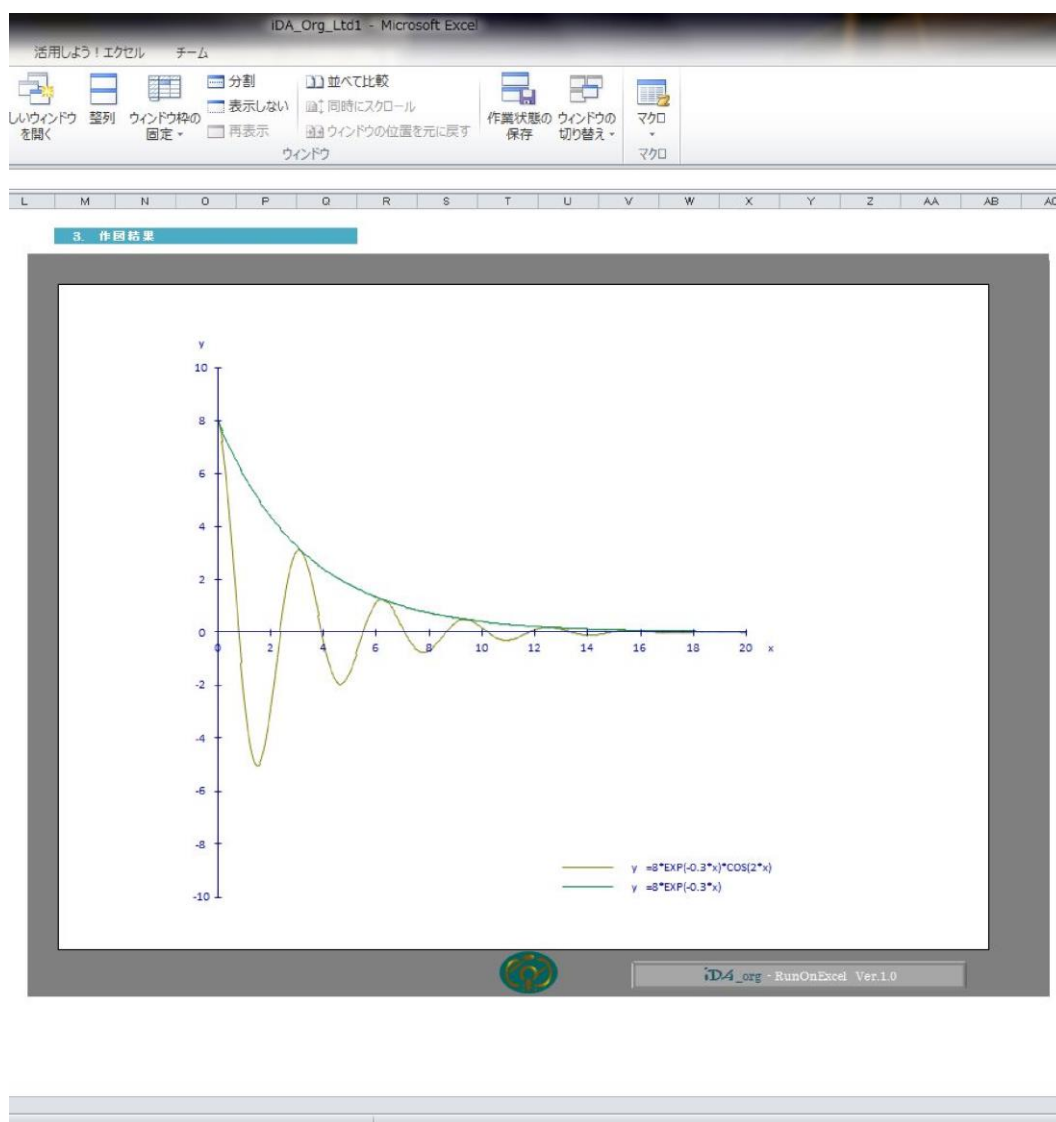 iDA_Org_Ltd1 - Microsoft Excel
活用しよう！エクセル チーム
しいウィンドウを開く
整列
ウィンドウ枠の固定
分割
表示しない
再表示
並べて比較
同時にスクロール
ウィンドウの位置を元に戻す
作業状態の保存
ウィンドウの切り替え
マクロ
ウィンドウ
マクロ
L M N O P Q R S T U V W X Y Z AA AB AC
3. 作図結果
y
10
8
6
4
2
0
0 2 4 6 8 10 12 14 16 18 20 x
-2
-4
-6
-8
-10
y =8*EXP(-0.3*x)*COS(2*x)
y =8*EXP(-0.3*x)
iDA_org - RunOnExcel Ver.1.0